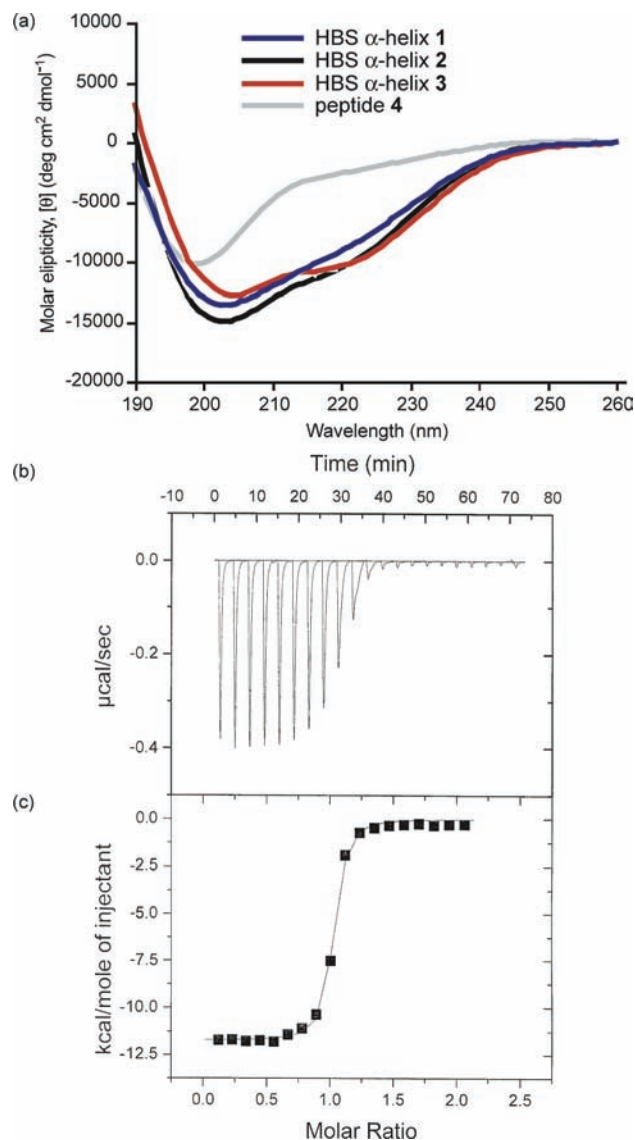 (a)
HBS α-helix 1
HBS α-helix 2
HBS α-helix 3
peptide 4
Molar elipticity, [θ] (deg cm² dmol⁻¹)
10000
5000
0
-5000
-10000
-15000
-20000
190 200 210 220 230 240 250 260
Wavelength (nm)
(b)
Time (min)
-10 0 10 20 30 40 50 60 70 80
µcal/sec
0.0
-0.2
-0.4
(c)
kcal/mole of injectant
0.0
-2.5
-5.0
-7.5
-10.0
-12.5
0.0 0.5 1.0 1.5 2.0 2.5
Molar Ratio